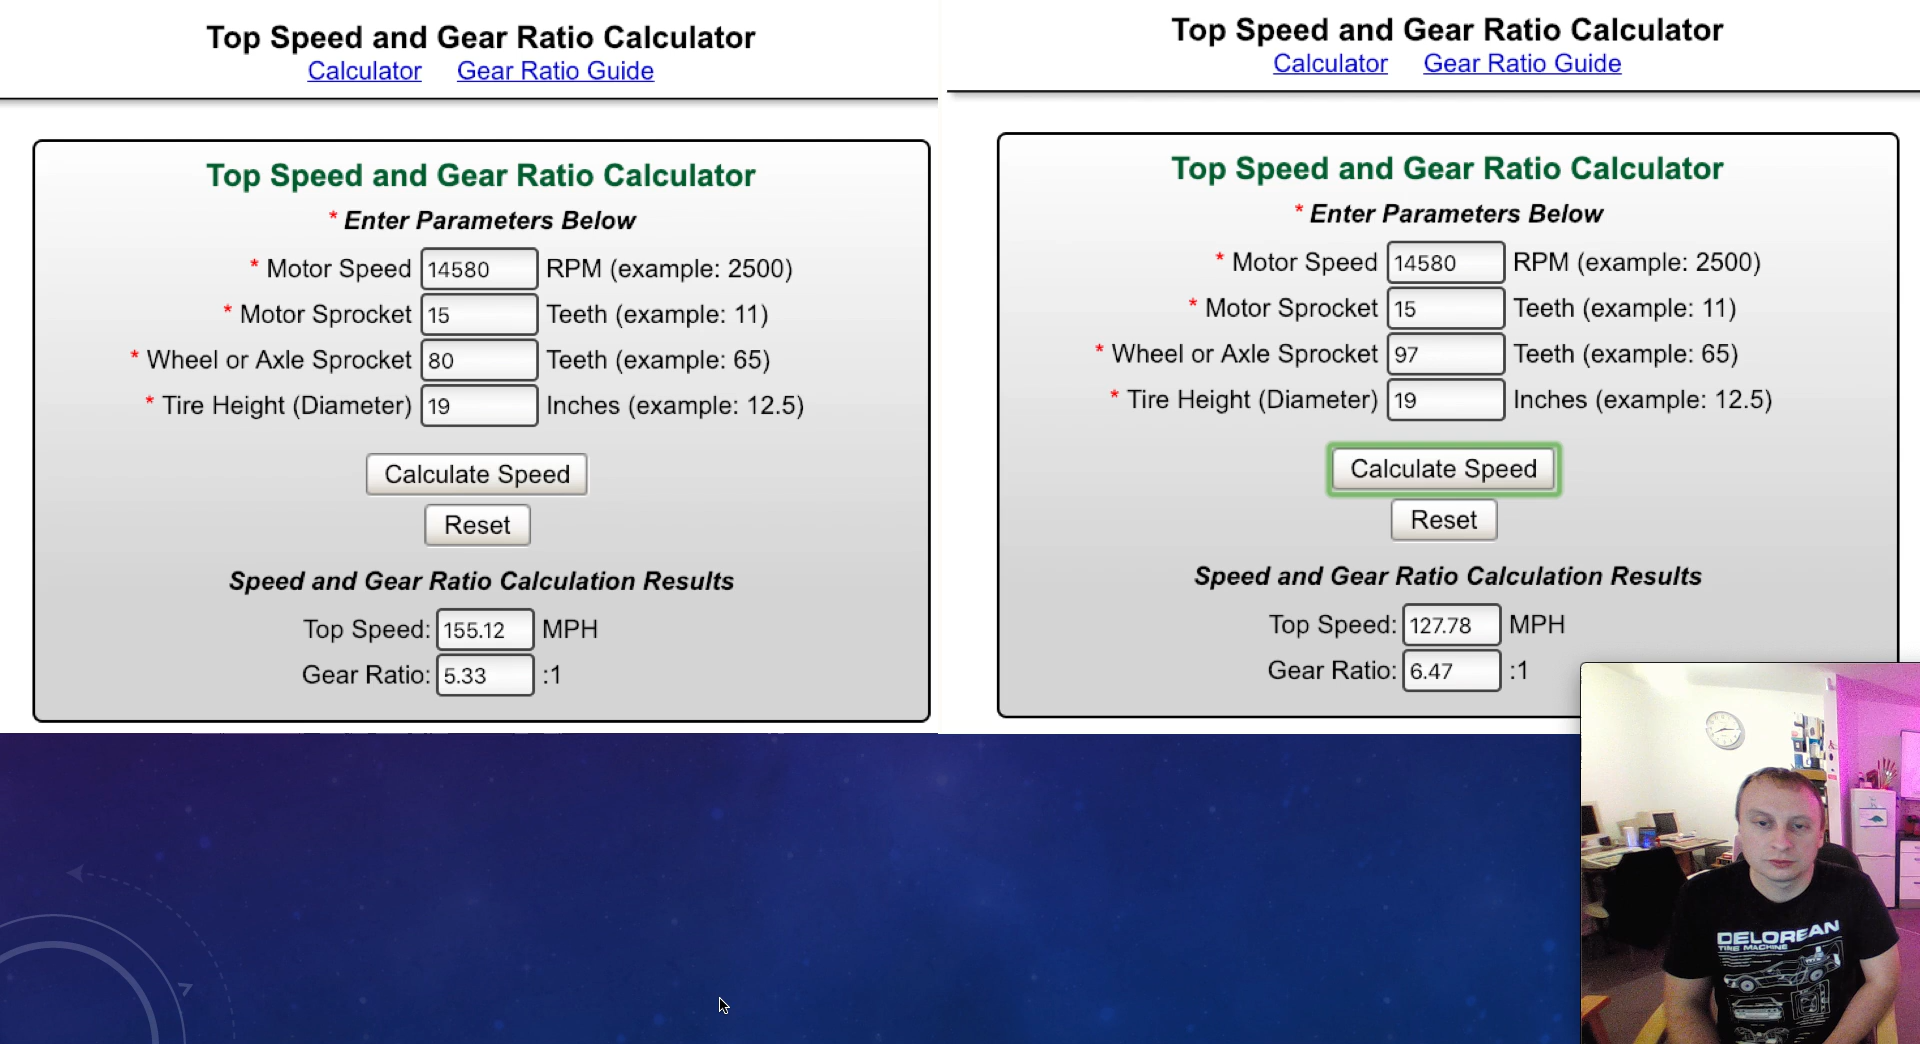 Top Speed and Gear Ratio Calculator
Calculator Gear Ratio Guide
Top Speed and Gear Ratio Calculator
* Enter Parameters Below
* Motor Speed 14580 RPM (example: 2500)
* Motor Sprocket 15 Teeth (example: 11)
* Wheel or Axle Sprocket 80 Teeth (example: 65)
* Tire Height (Diameter) 19 Inches (example: 12.5)
Calculate Speed
Reset
Speed and Gear Ratio Calculation Results
Top Speed: 155.12 MPH
Gear Ratio: 5.33 :1
Top Speed and Gear Ratio Calculator
Calculator Gear Ratio Guide
Top Speed and Gear Ratio Calculator
* Enter Parameters Below
* Motor Speed 14580 RPM (example: 2500)
* Motor Sprocket 15 Teeth (example: 11)
* Wheel or Axle Sprocket 97 Teeth (example: 65)
* Tire Height (Diameter) 19 Inches (example: 12.5)
Calculate Speed
Reset
Speed and Gear Ratio Calculation Results
Top Speed: 127.78 MPH
Gear Ratio: 6.47 :1
DELOREAN
TIME MACHINE